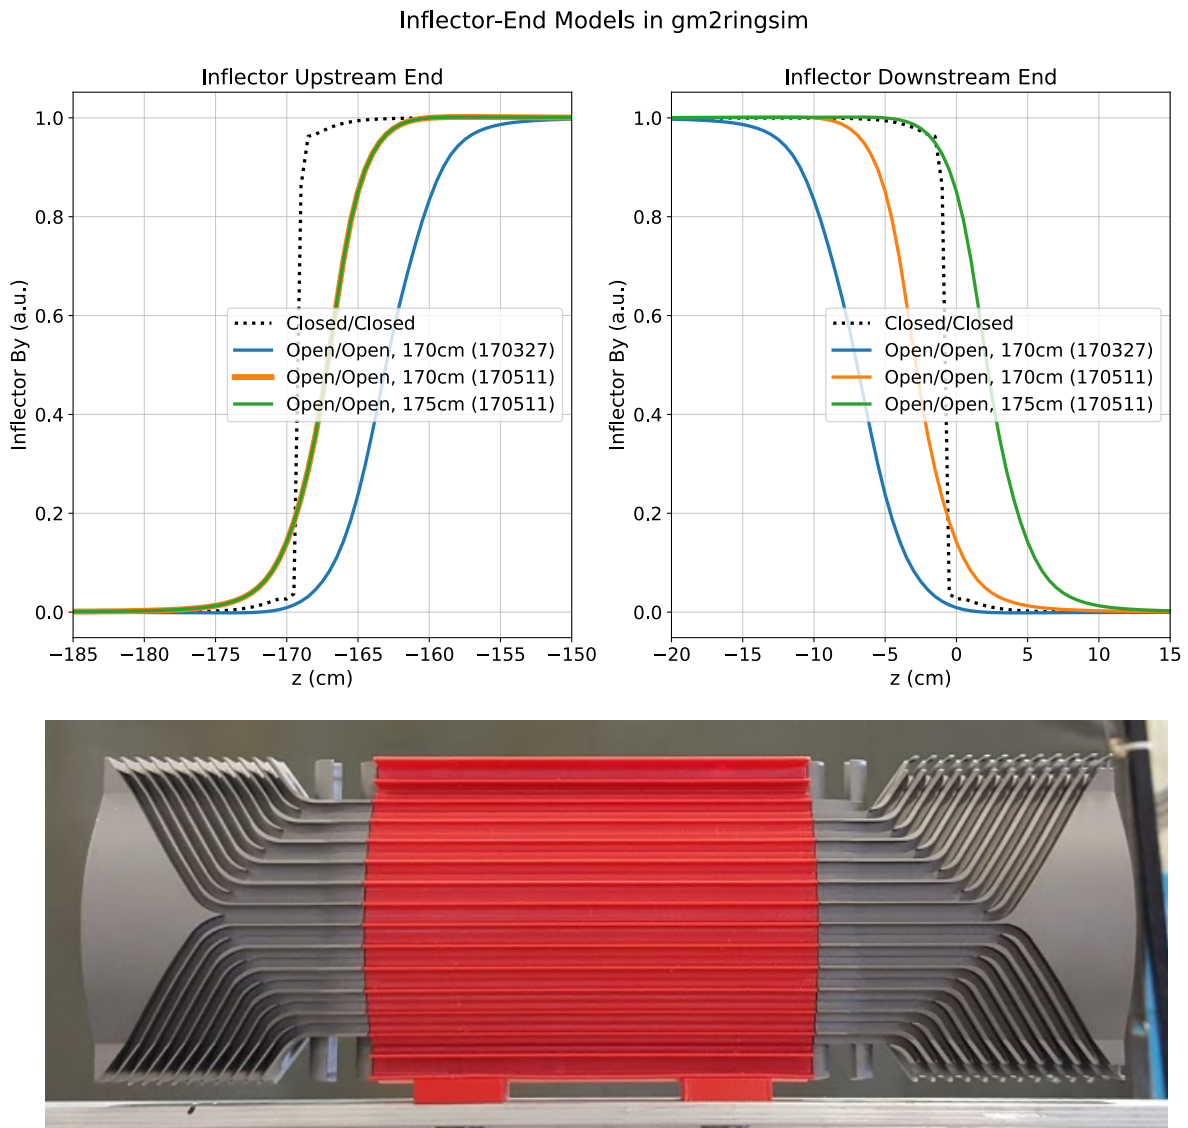 Inflector-End Models in gm2ringsim
Inflector Upstream End
Inflector By (a.u.)
1.0
0.8
0.6
0.4
0.2
0.0
Closed/Closed
Open/Open, 170cm (170327)
Open/Open, 170cm (170511)
Open/Open, 175cm (170511)
−185 −180 −175 −170 −165 −160 −155 −150
z (cm)
Inflector Downstream End
Inflector By (a.u.)
1.0
0.8
0.6
0.4
0.2
0.0
Closed/Closed
Open/Open, 170cm (170327)
Open/Open, 170cm (170511)
Open/Open, 175cm (170511)
−20 −15 −10 −5 0 5 10 15
z (cm)